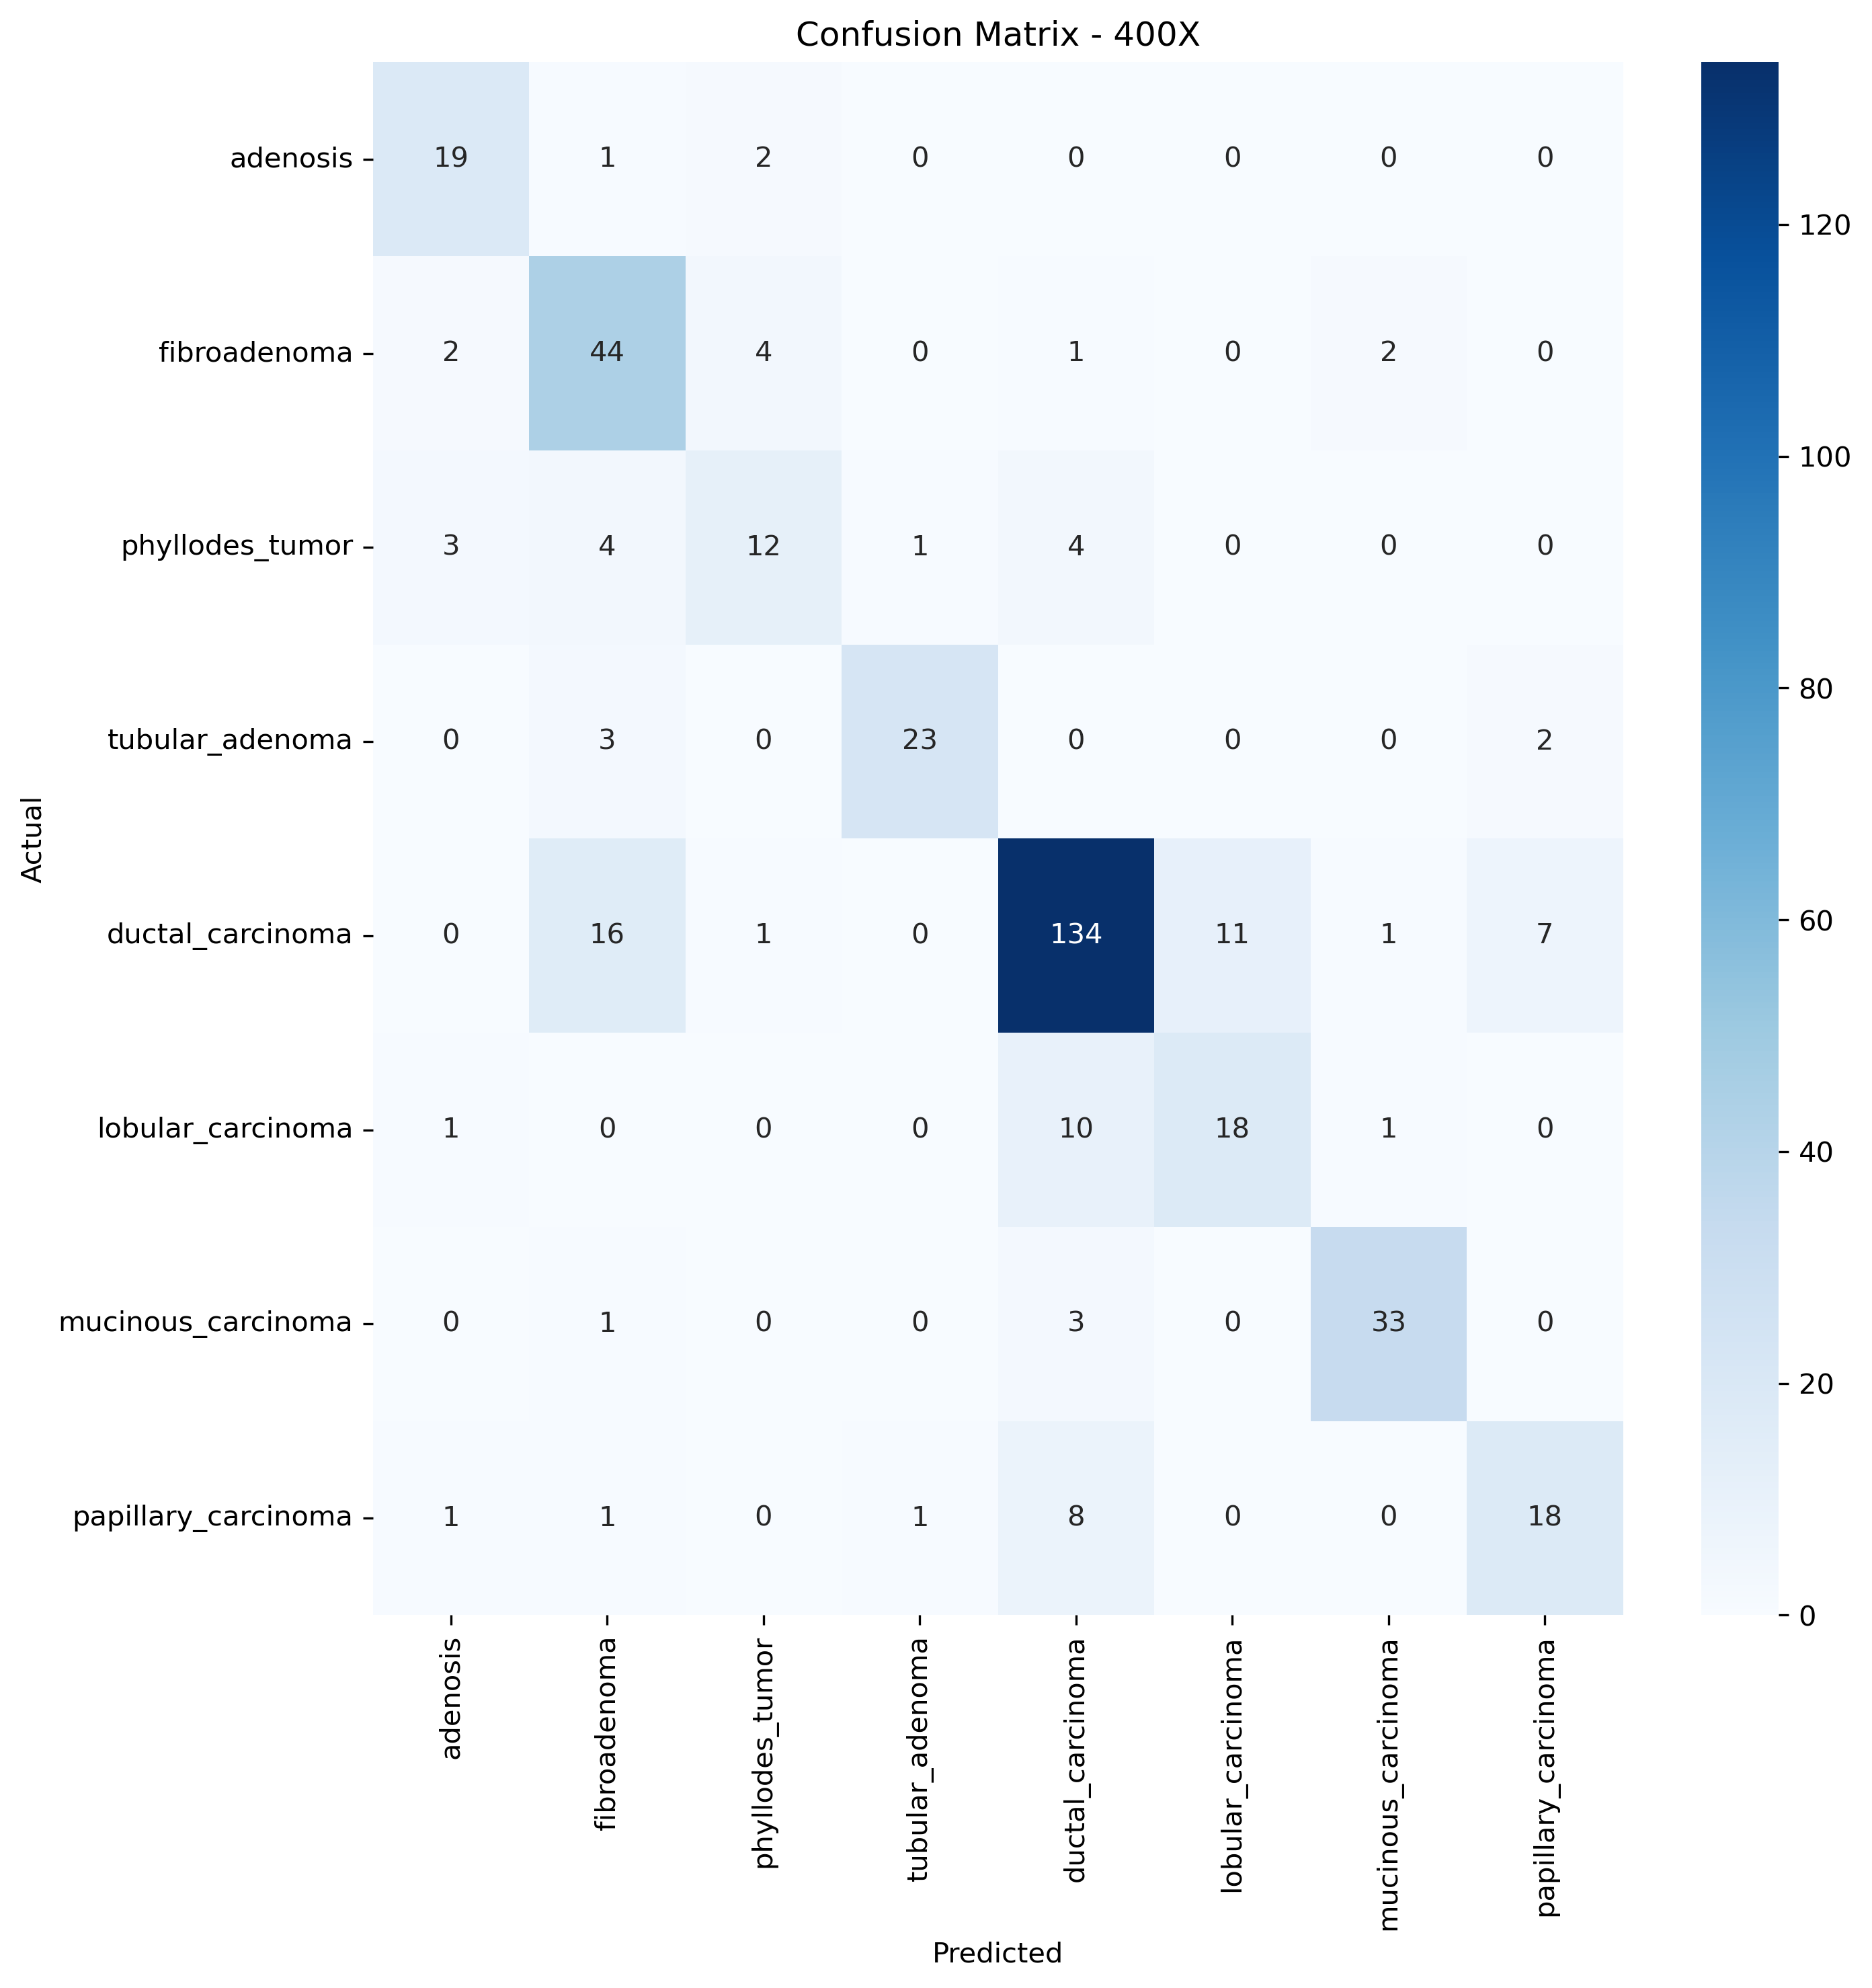 Confusion Matrix - 400X
adenosis 19 1 2 0 0 0 0 0
fibroadenoma 2 44 4 0 1 0 2 0
phyllodes_tumor 3 4 12 1 4 0 0 0
tubular_adenoma 0 3 0 23 0 0 0 2
ductal_carcinoma 0 16 1 0 134 11 1 7
lobular_carcinoma 1 0 0 0 10 18 1 0
mucinous_carcinoma 0 1 0 0 3 0 33 0
papillary_carcinoma 1 1 0 1 8 0 0 18
Actual
adenosis
fibroadenoma
phyllodes_tumor
tubular_adenoma
ductal_carcinoma
lobular_carcinoma
mucinous_carcinoma
papillary_carcinoma
Predicted
120
100
80
60
40
20
0